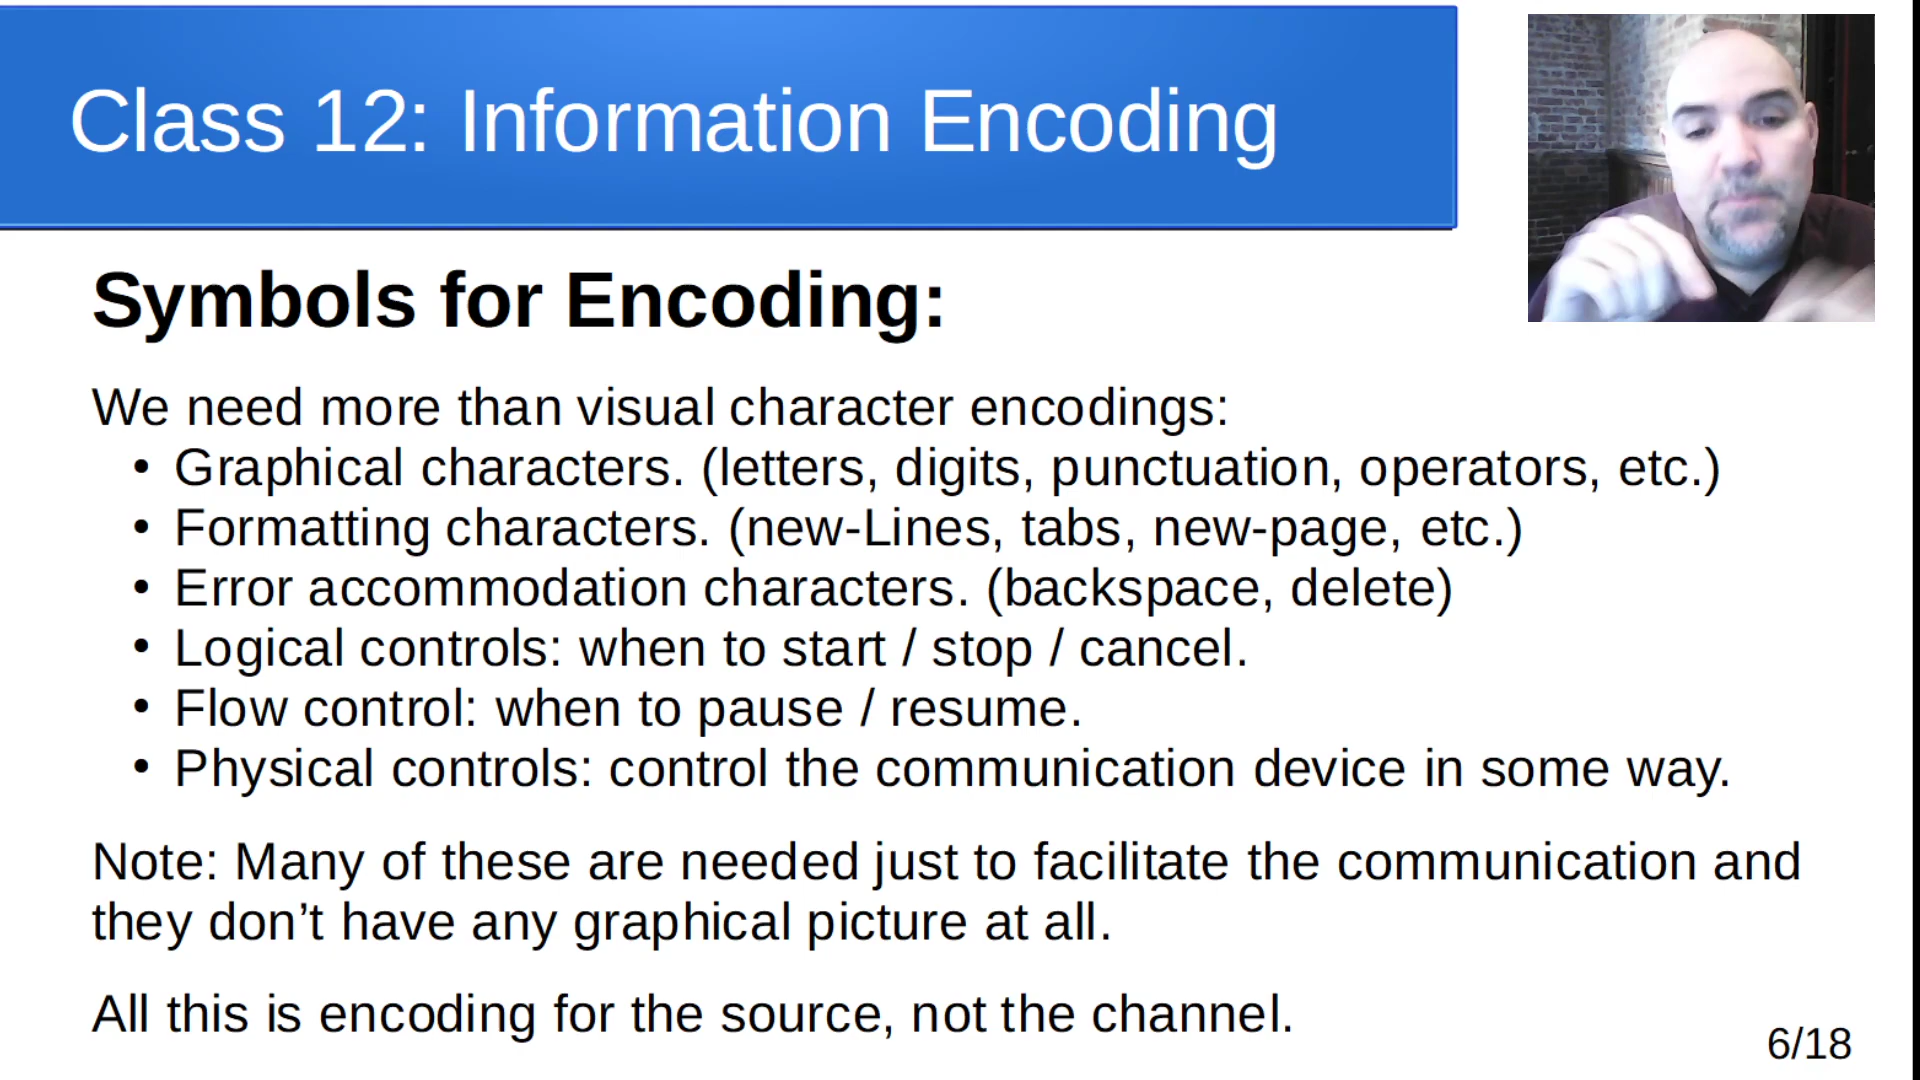 Class 12: Information Encoding
Symbols for Encoding:
We need more than visual character encodings:
• Graphical characters. (letters, digits, punctuation, operators, etc.)
• Formatting characters. (new-Lines, tabs, new-page, etc.)
• Error accommodation characters. (backspace, delete)
• Logical controls: when to start / stop / cancel.
• Flow control: when to pause / resume.
• Physical controls: control the communication device in some way.
Note: Many of these are needed just to facilitate the communication and
they don’t have any graphical picture at all.
All this is encoding for the source, not the channel.
6/18